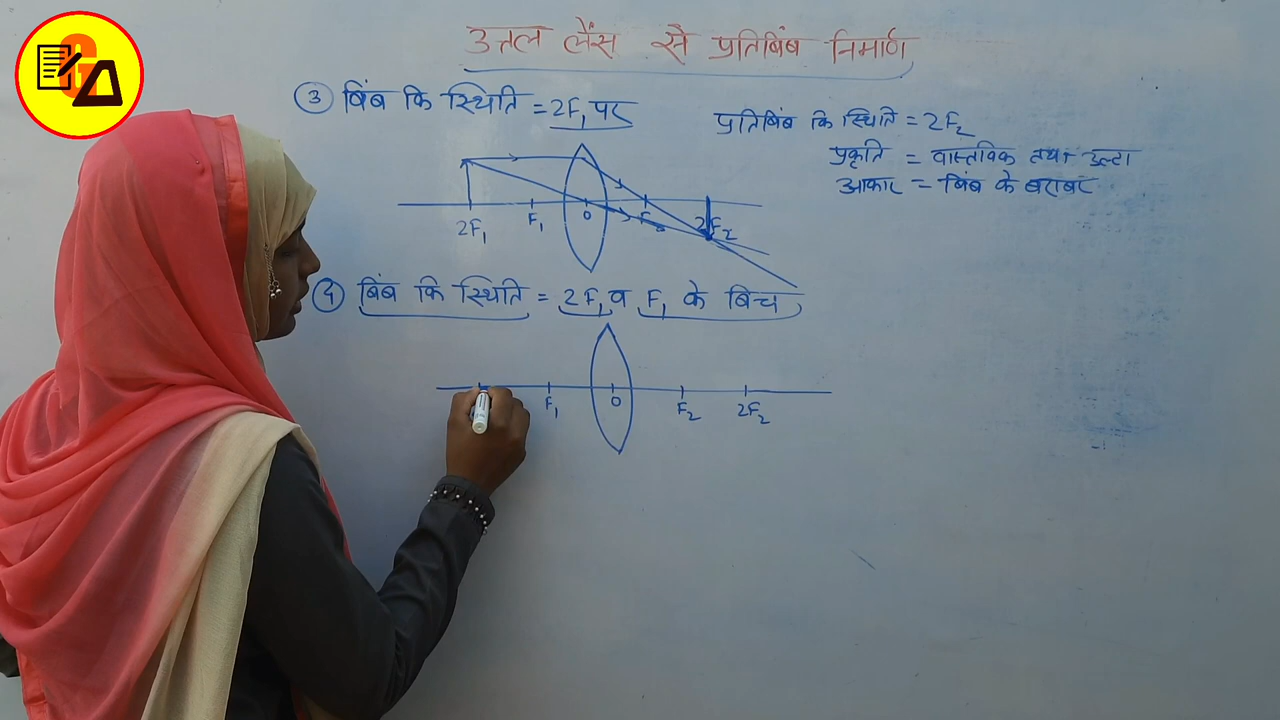 उत्तल लैंस से प्रतिबिंब निर्माण
③ बिंब कि स्थिति = 2F₁ पर
प्रतिबिंब कि स्थिति = 2F₂
प्रकृति = वास्तविक तथा उल्टा
आकार = बिंब के बराबर
2F₁ F₁ O F₂ 2F₂
④ बिंब कि स्थिति = 2F₁ व F₁ के बिच
F₁ O F₂ 2F₂